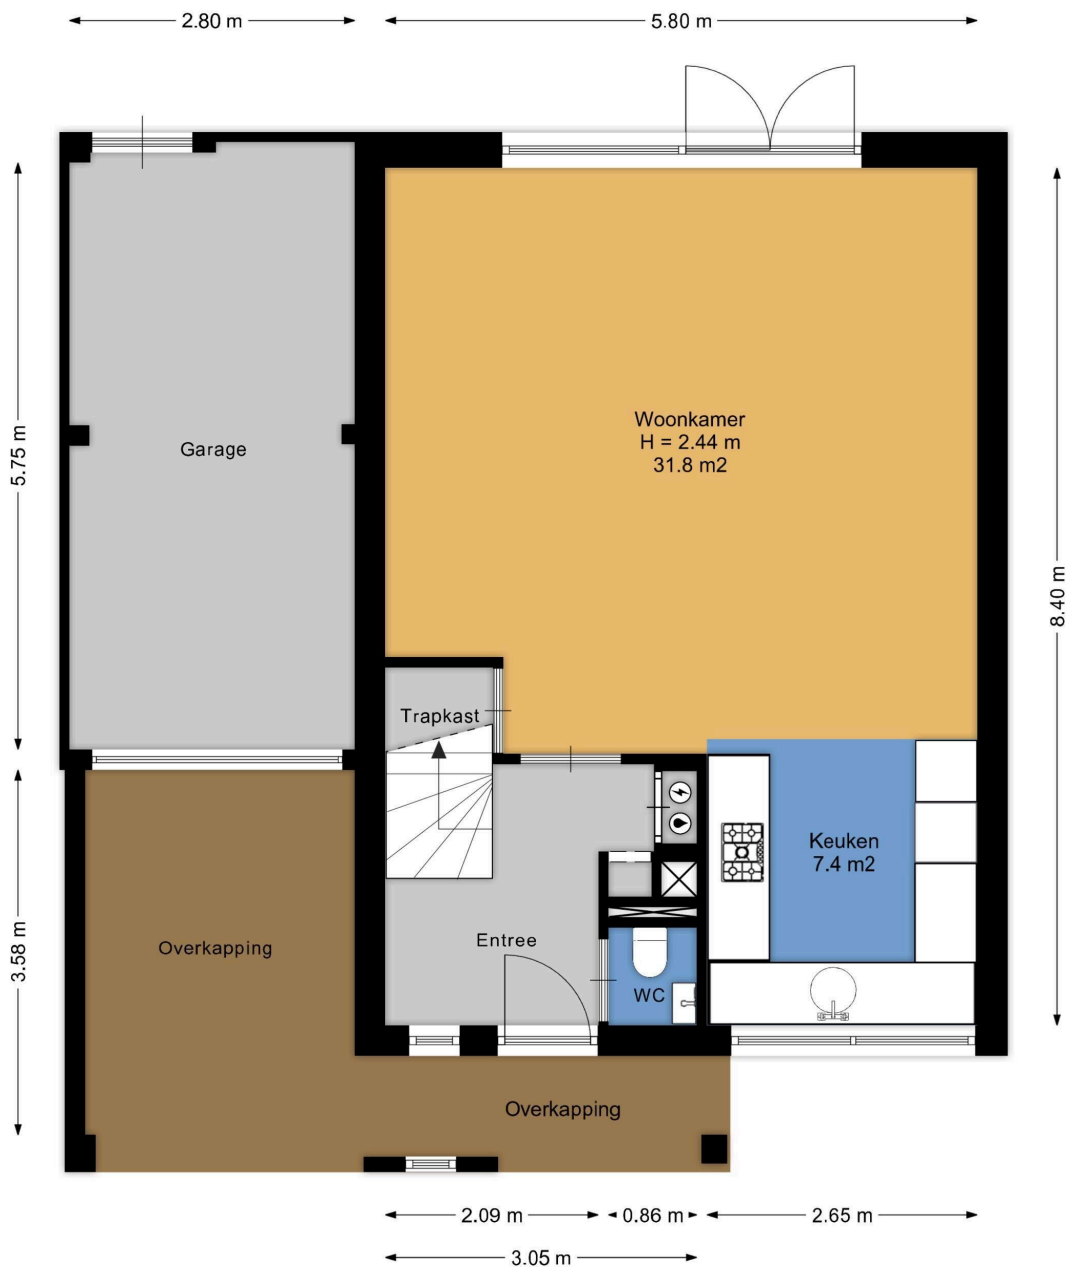 2.80 m
5.80 m
5.75 m
Garage
Woonkamer
H = 2.44 m
31.8 m2
8.40 m
Trapkast
Keuken
7.4 m2
3.58 m
Overkapping
Entree
WC
Overkapping
2.09 m
0.86 m
2.65 m
3.05 m